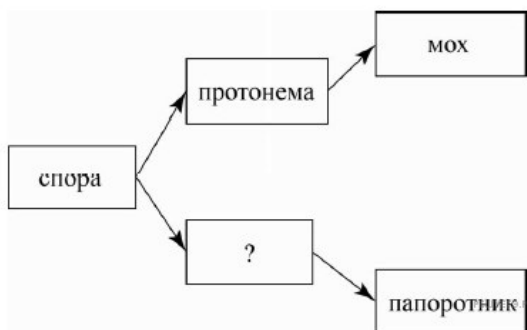 мох
протонема
спора
?
папоротник